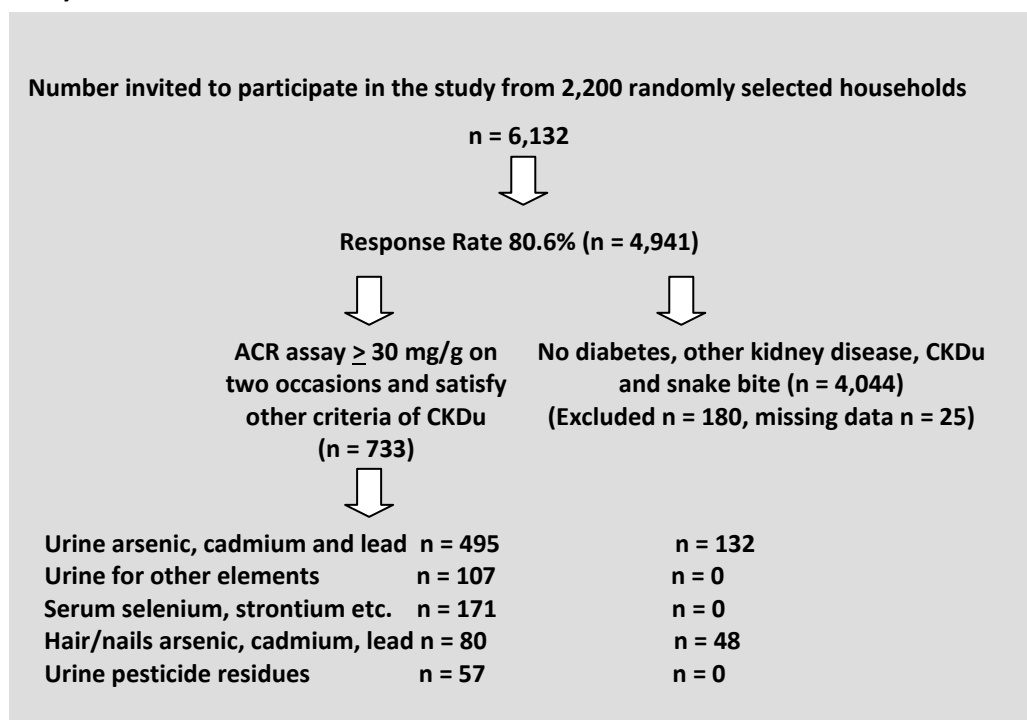 Number invited to participate in the study from 2,200 randomly selected households
n = 6,132
Response Rate 80.6% (n = 4,941)
ACR assay ≥ 30 mg/g on
two occasions and satisfy
other criteria of CKDu
(n = 733)
No diabetes, other kidney disease, CKDu
and snake bite (n = 4,044)
(Excluded n = 180, missing data n = 25)
Urine arsenic, cadmium and lead n = 495 n = 132
Urine for other elements n = 107 n = 0
Serum selenium, strontium etc. n = 171 n = 0
Hair/nails arsenic, cadmium, lead n = 80 n = 48
Urine pesticide residues n = 57 n = 0